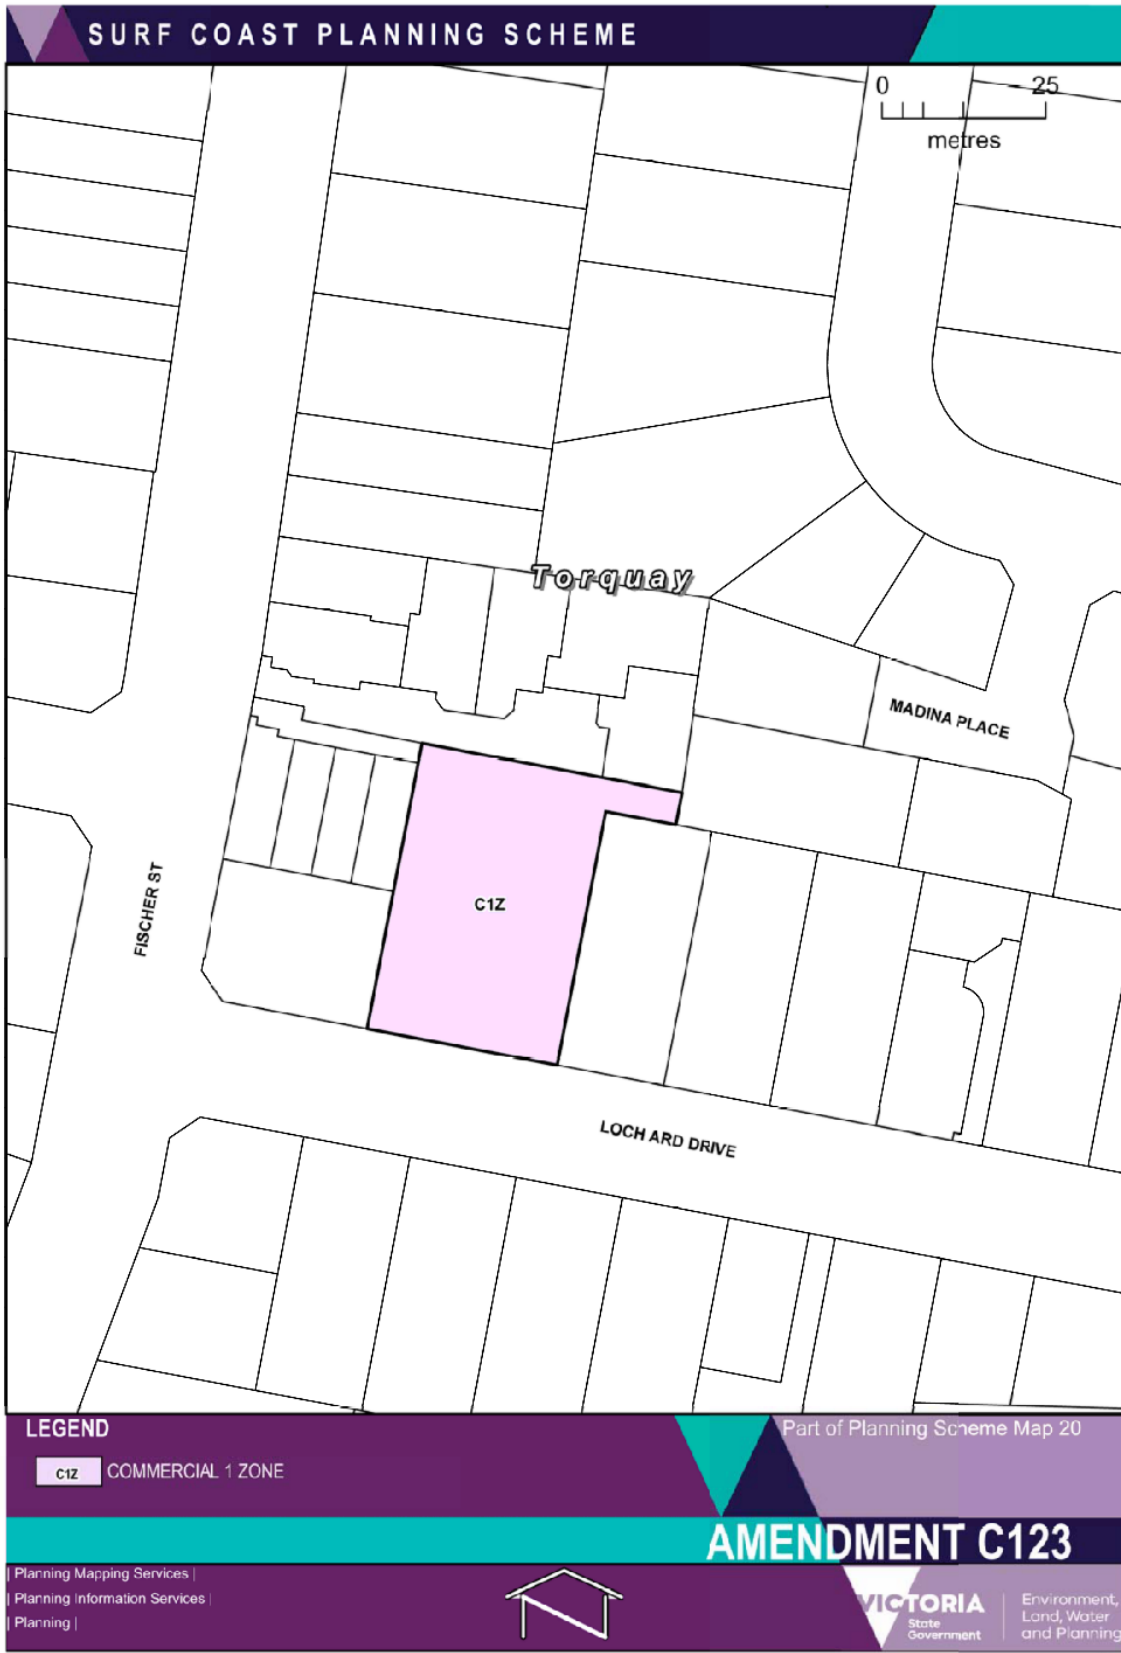 SURF COAST PLANNING SCHEME
0 25
metres
Torquay
MADINA PLACE
C1Z
FISCHER ST
LOCH ARD DRIVE
LEGEND
Part of Planning Scheme Map 20
C1Z COMMERCIAL 1 ZONE
AMENDMENT C123
| Planning Mapping Services |
| Planning Information Services |
| Planning |
VICTORIA
State
Government
Environment,
Land, Water
and Planning